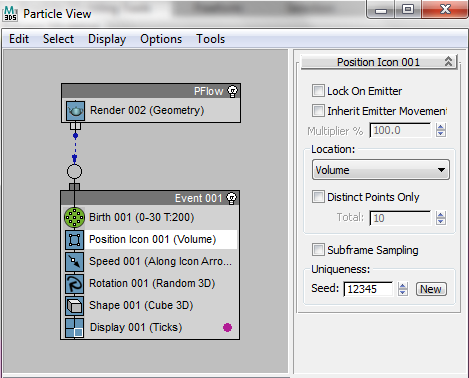 M 3DS Particle View
Edit Select Display Options Tools
PFlow
Render 002 (Geometry)
Event 001
Birth 001 (0-30 T:200)
Position Icon 001 (Volume)
Speed 001 (Along Icon Arro...
Rotation 001 (Random 3D)
Shape 001 (Cube 3D)
Display 001 (Ticks)
Position Icon 001
Lock On Emitter
Inherit Emitter Movement
Multiplier % 100.0
Location:
Volume
Distinct Points Only
Total: 10
Subframe Sampling
Uniqueness:
Seed: 12345 New